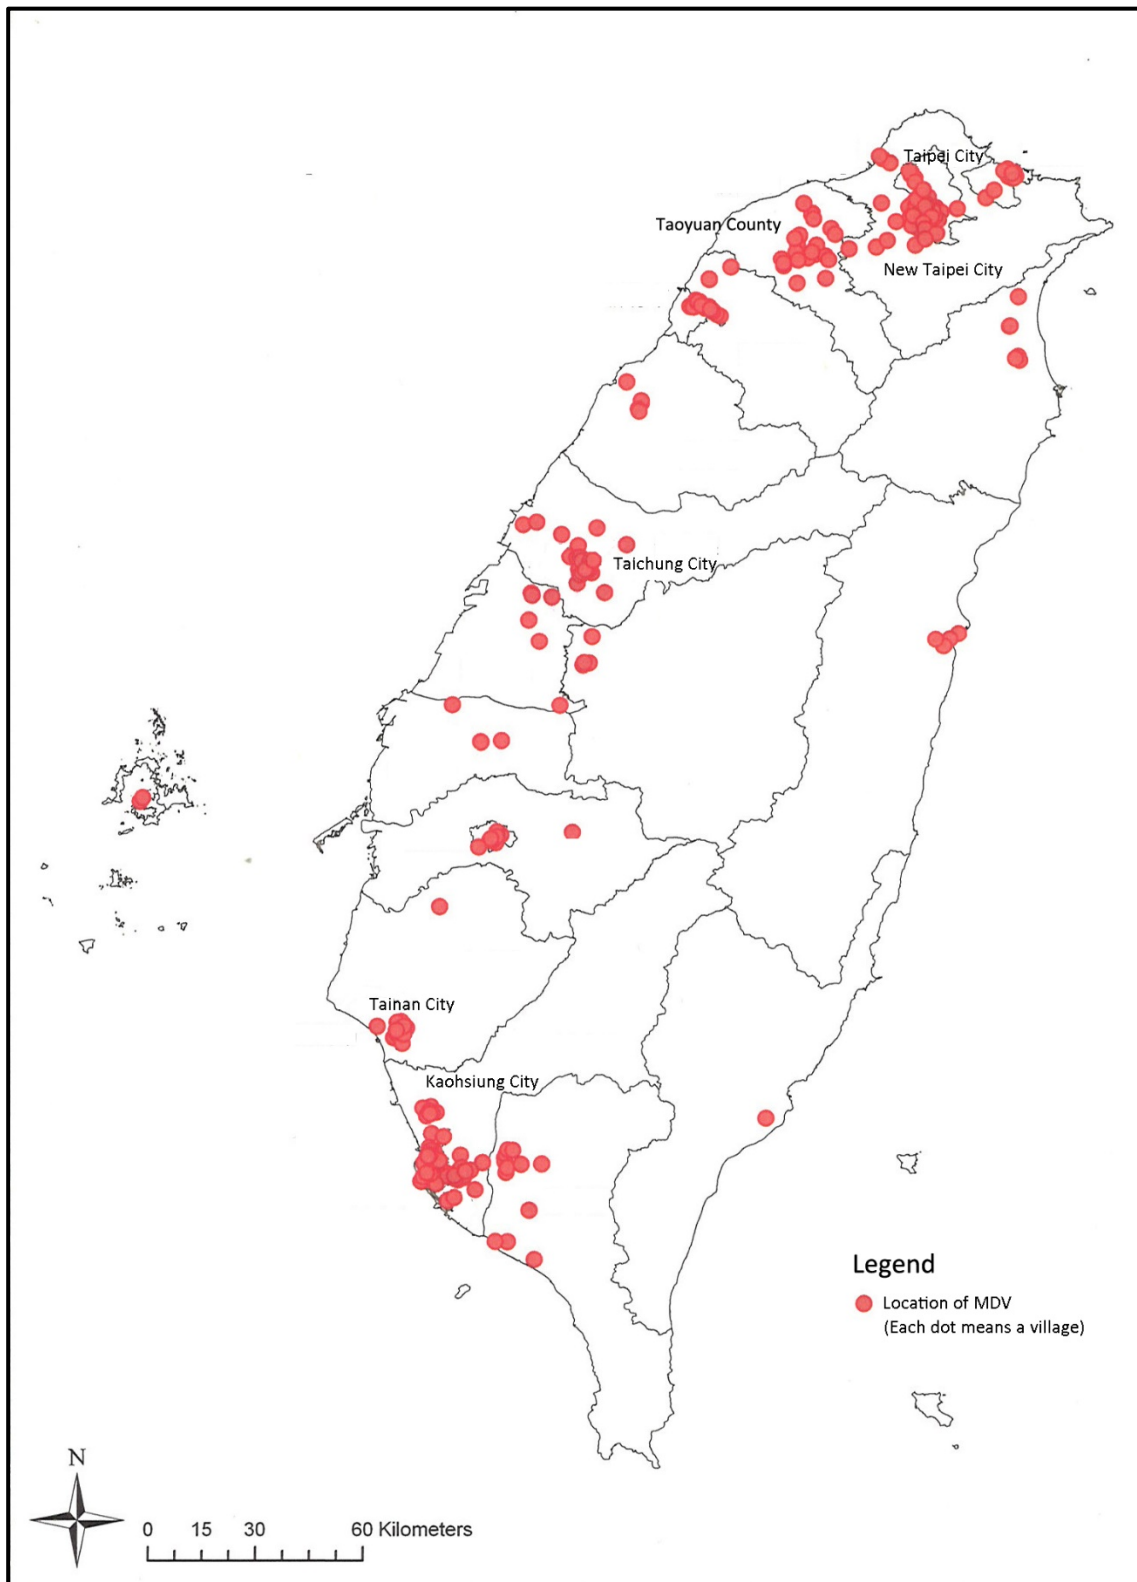 Taipei City
Taoyuan County
New Taipei City
Taichung City
Tainan City
Kaohsiung City
Legend
Location of MDV
(Each dot means a village)
N
0 15 30 60 Kilometers